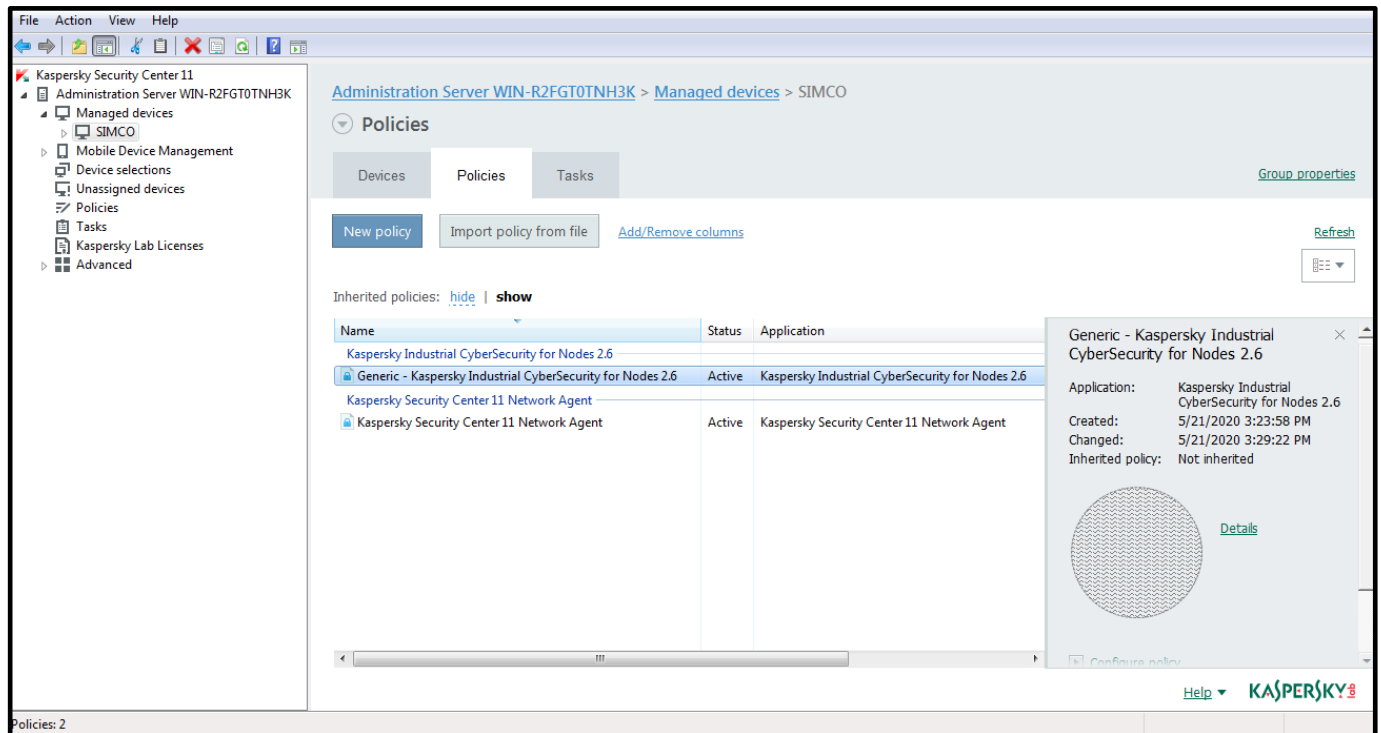 File Action View Help
Kaspersky Security Center 11
Administration Server WIN-R2FGT0TNH3K
Managed devices
SIMCO
Mobile Device Management
Device selections
Unassigned devices
Policies
Tasks
Kaspersky Lab Licenses
Advanced
Administration Server WIN-R2FGT0TNH3K > Managed devices > SIMCO
Policies
Devices Policies Tasks
Group properties
New policy Import policy from file Add/Remove columns
Refresh
Inherited policies: hide | show
Name Status Application
Kaspersky Industrial CyberSecurity for Nodes 2.6
Generic - Kaspersky Industrial CyberSecurity for Nodes 2.6 Active Kaspersky Industrial CyberSecurity for Nodes 2.6
Kaspersky Security Center 11 Network Agent
Kaspersky Security Center 11 Network Agent Active Kaspersky Security Center 11 Network Agent
Generic - Kaspersky Industrial
CyberSecurity for Nodes 2.6
Application: Kaspersky Industrial
CyberSecurity for Nodes 2.6
Created: 5/21/2020 3:23:58 PM
Changed: 5/21/2020 3:29:22 PM
Inherited policy: Not inherited
Details
Configure policy
Help KASPERSKY lab
Policies: 2